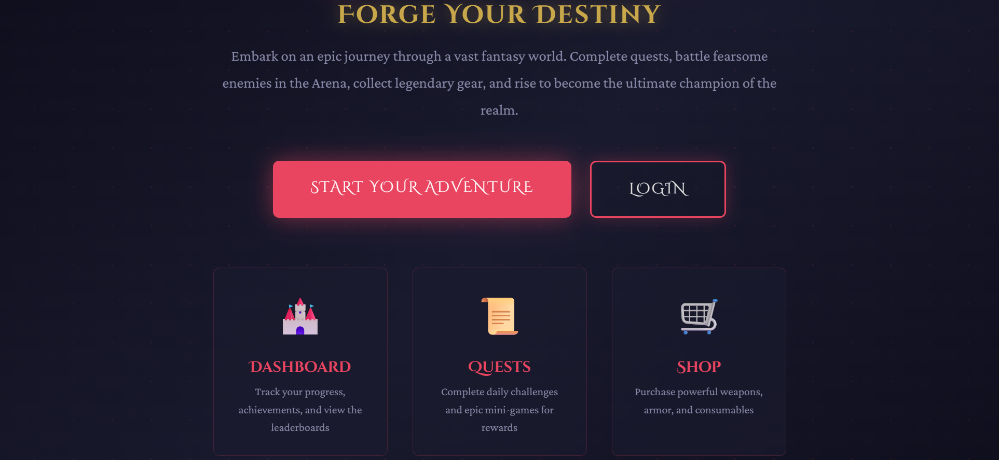 Forge Your Destiny
Embark on an epic journey through a vast fantasy world. Complete quests, battle fearsome
enemies in the Arena, collect legendary gear, and rise to become the ultimate champion of the
realm.
START YOUR ADVENTURE
LOGIN
Dashboard
Track your progress,
achievements, and view the
leaderboards
Quests
Complete daily challenges
and epic mini-games for
rewards
Shop
Purchase powerful weapons,
armor, and consumables